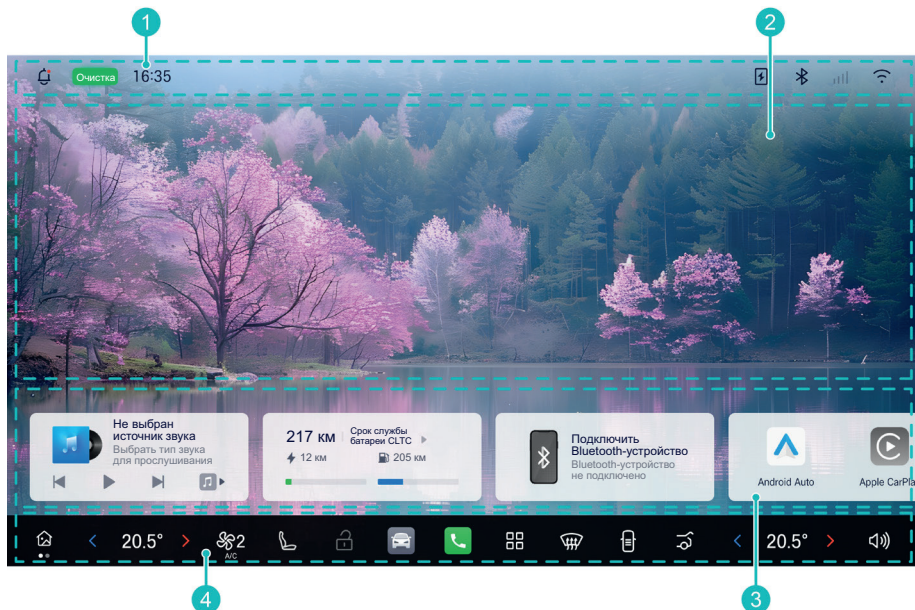 1
2
Очистка
16:35
Не выбран
источник звука
Выбрать тип звука
для прослушивания
217 км
Срок службы
батареи CLTC
12 км
205 км
Подключить
Bluetooth-устройство
Bluetooth-устройство
не подключено
Android Auto
Apple CarPla
20.5°
2
A/C
20.5°
4
3